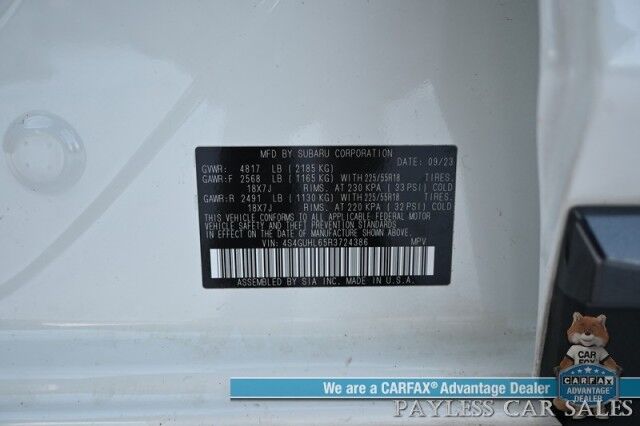 MFD BY SUBARU CORPORATION
DATE: 09/23
GVWR: 4817 LB (2185 KG)
GAWR:F 2568 LB (1165 KG) WITH 225/55R18 TIRES.
18X7J RIMS. AT 230 KPA (33 PSI) COLD
GAWR:R 2491 LB (1130 KG) WITH 225/55R18 TIRES.
18X7J RIMS. AT 220 KPA (32 PSI) COLD
THIS VEHICLE CONFORMS TO ALL APPLICABLE FEDERAL MOTOR
VEHICLE SAFETY AND THEFT PREVENTION STANDARDS IN
EFFECT ON THE DATE OF MANUFACTURE SHOWN ABOVE.
VIN: 4S4GUHL65R3724386 MPV
ASSEMBLED BY SIA INC. MADE IN U.S.A.
CAR
FOX
CARFAX
ADVANTAGE
DEALER
We are a CARFAX® Advantage Dealer
PAYLESS CAR SALES